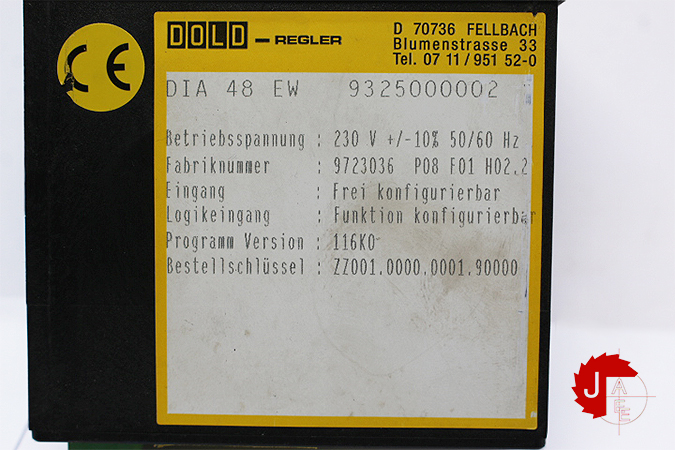 DOLD – REGLER
D 70736 FELLBACH
Blumenstrasse 33
Tel. 07 11 / 951 52-0
CE
DIA 48 EW 9325000002
Betriebsspannung : 230 V +/-10% 50/60 Hz
Fabriknummer : 9723036 P08 F01 H02.2
Eingang : Frei konfigurierbar
Logikeingang : Funktion konfigurierbar
Programm Version : 116K0
Bestellschlüssel : ZZ001.0000.0001.90000
J